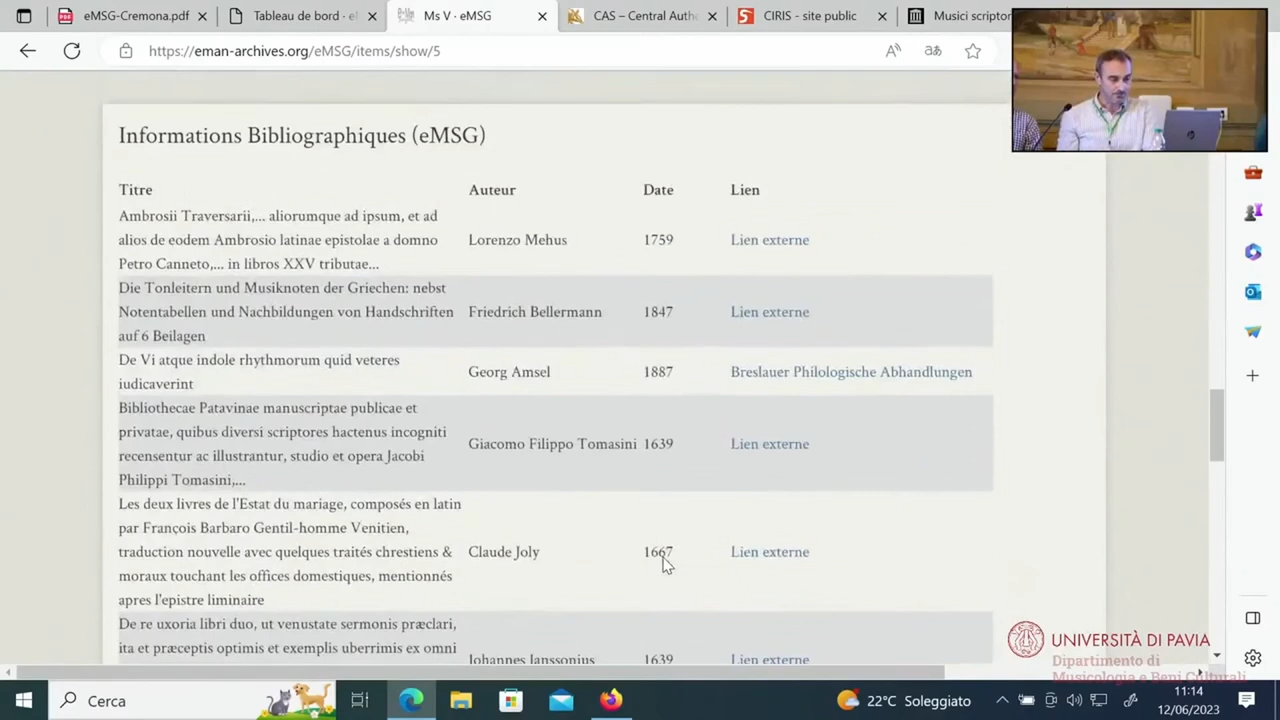 eMSG-Cremona.pdf
Tableau de bord · e
Ms V · eMSG
CAS – Central Auth
CIRIS - site public
Musici scriptor
https://eman-archives.org/eMSG/items/show/5
Informations Bibliographiques (eMSG)
Titre Auteur Date Lien
Ambrosii Traversarii,... aliorumque ad ipsum, et ad
alios de eodem Ambrosio latinae epistolae a domno
Petro Canneto,... in libros XXV tributae...
Lorenzo Mehus 1759 Lien externe
Die Tonleitern und Musiknoten der Griechen: nebst
Notentabellen und Nachbildungen von Handschriften
auf 6 Beilagen
Friedrich Bellermann 1847 Lien externe
De Vi atque indole rhythmorum quid veteres
iudicaverint
Georg Amsel 1887 Breslauer Philologische Abhandlungen
Bibliothecae Patavinae manuscriptae publicae et
privatae, quibus diversi scriptores hactenus incogniti
recensentur ac illustrantur, studio et opera Jacobi
Philippi Tomasini,...
Giacomo Filippo Tomasini 1639 Lien externe
Les deux livres de l'Estat du mariage, composés en latin
par François Barbaro Gentil-homme Venitien,
traduction nouvelle avec quelques traités chrestiens &
moraux touchant les offices domestiques, mentionnés
apres l'epistre liminaire
Claude Joly 1667 Lien externe
De re uxoria libri duo, ut venustate sermonis præclari,
ita et præceptis optimis et exemplis uberrimis ex omni
Johannes Janssonius 1639 Lien externe
UNIVERSITÀ DI PAVIA
Dipartimento di
Musicologia e Beni Culturali
Cerca
22°C Soleggiato
11:14
12/06/2023